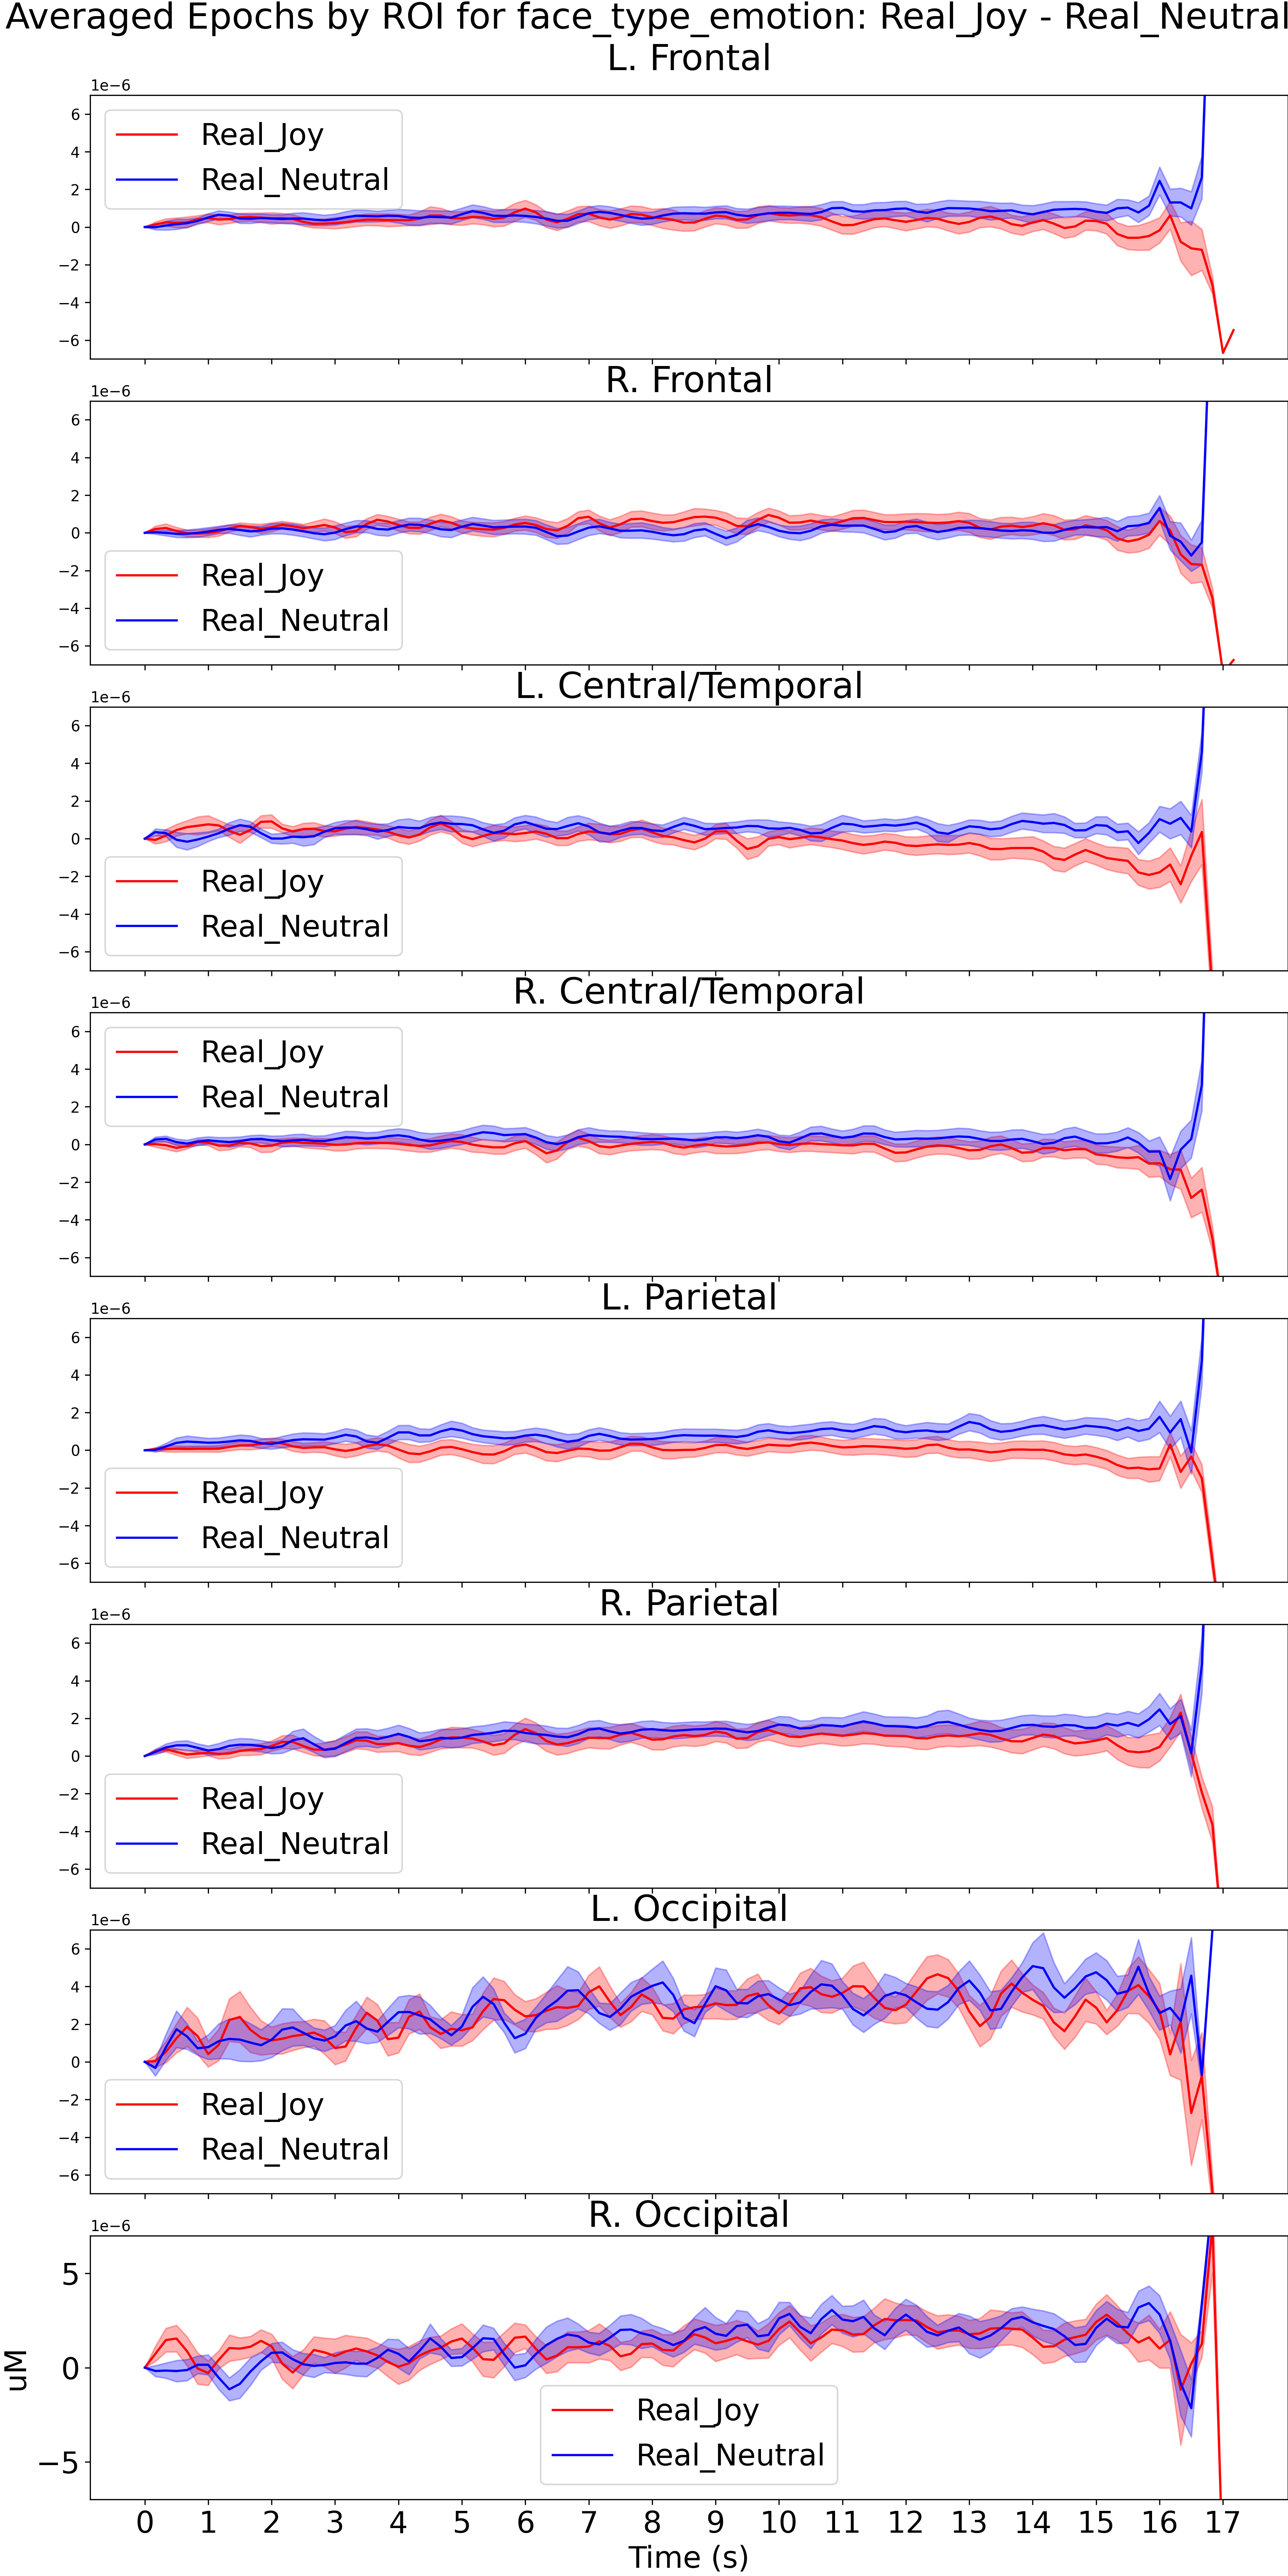 Averaged Epochs by ROI for face_type_emotion: Real_Joy - Real_Neutral
L. Frontal
1e−6
6
4
2
0
−2
−4
−6
Real_Joy
Real_Neutral
R. Frontal
1e−6
6
4
2
0
−2
−4
−6
Real_Joy
Real_Neutral
L. Central/Temporal
1e−6
6
4
2
0
−2
−4
−6
Real_Joy
Real_Neutral
R. Central/Temporal
1e−6
6
4
2
0
−2
−4
−6
Real_Joy
Real_Neutral
L. Parietal
1e−6
6
4
2
0
−2
−4
−6
Real_Joy
Real_Neutral
R. Parietal
1e−6
6
4
2
0
−2
−4
−6
Real_Joy
Real_Neutral
L. Occipital
1e−6
6
4
2
0
−2
−4
−6
Real_Joy
Real_Neutral
R. Occipital
1e−6
5
0
−5
uM
Real_Joy
Real_Neutral
0 1 2 3 4 5 6 7 8 9 10 11 12 13 14 15 16 17
Time (s)